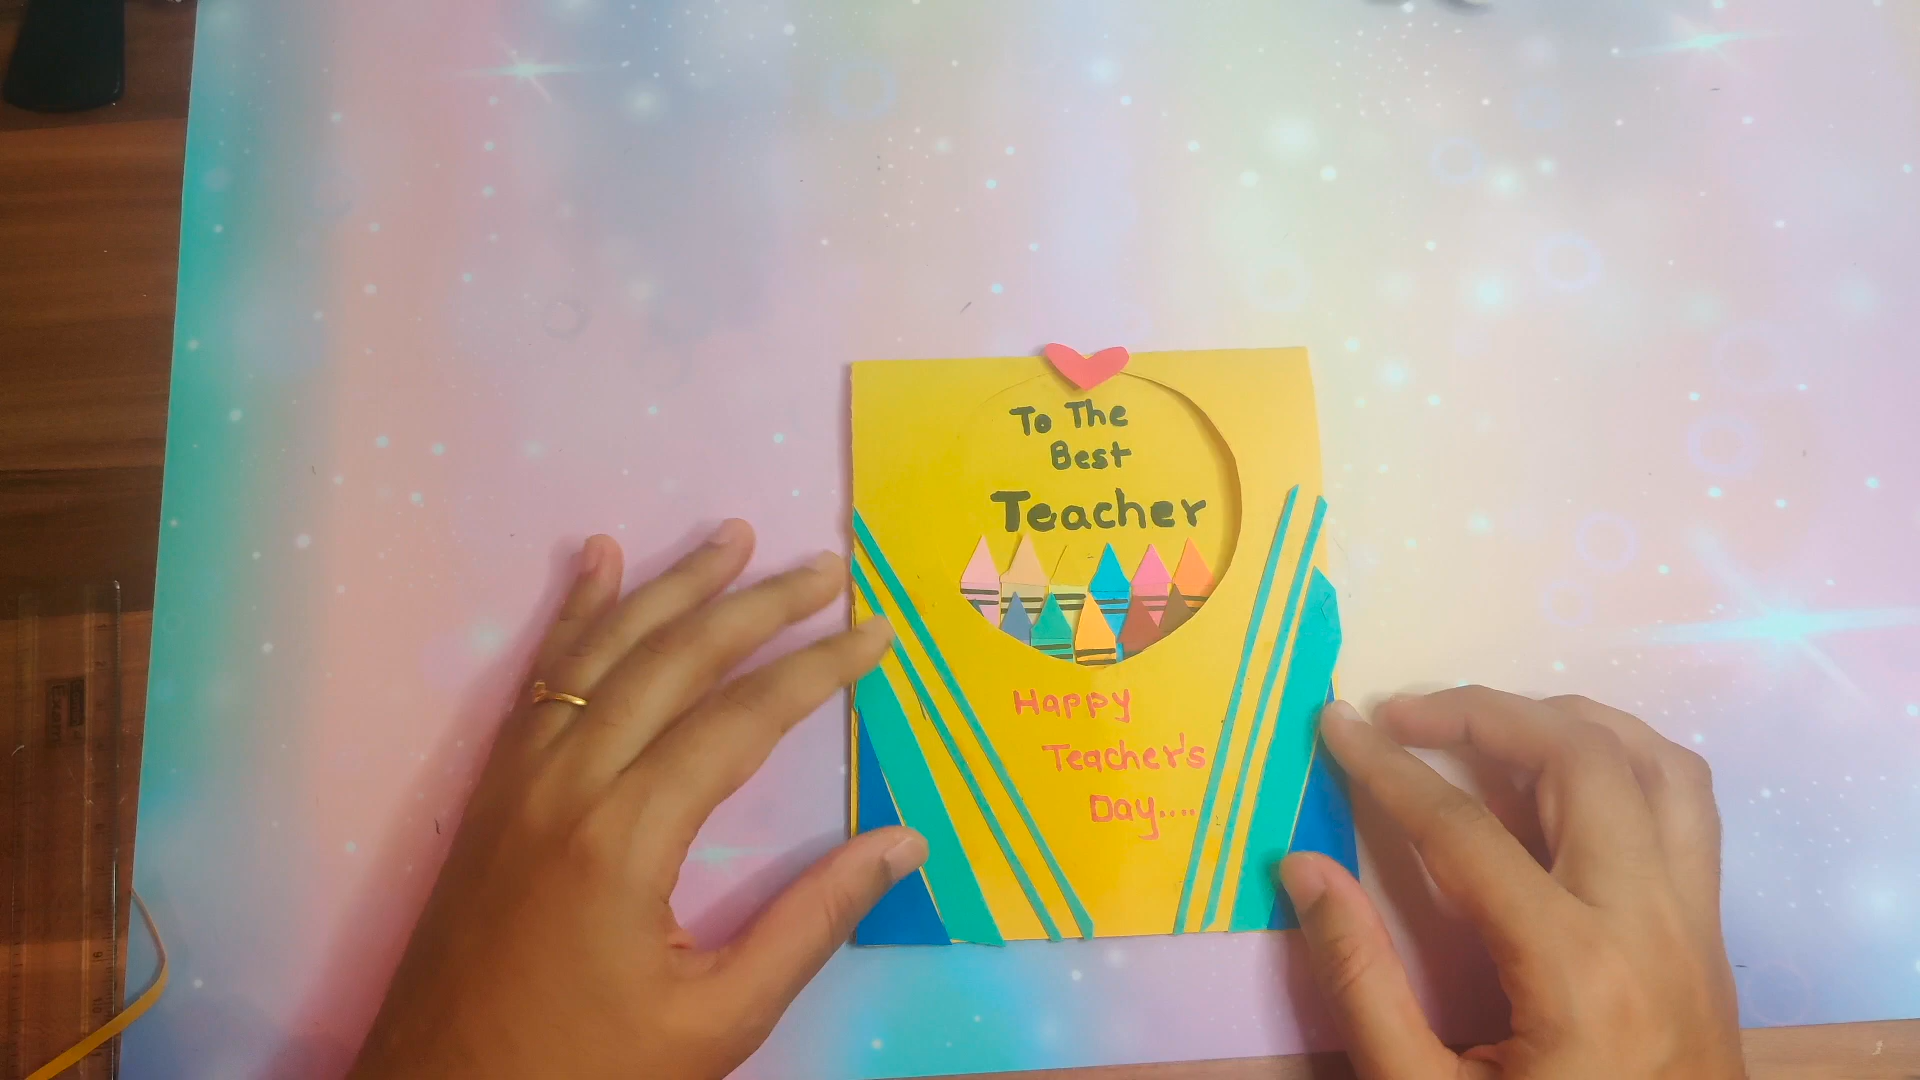 To The
Best
Teacher
Happy
Teacher's
Day....